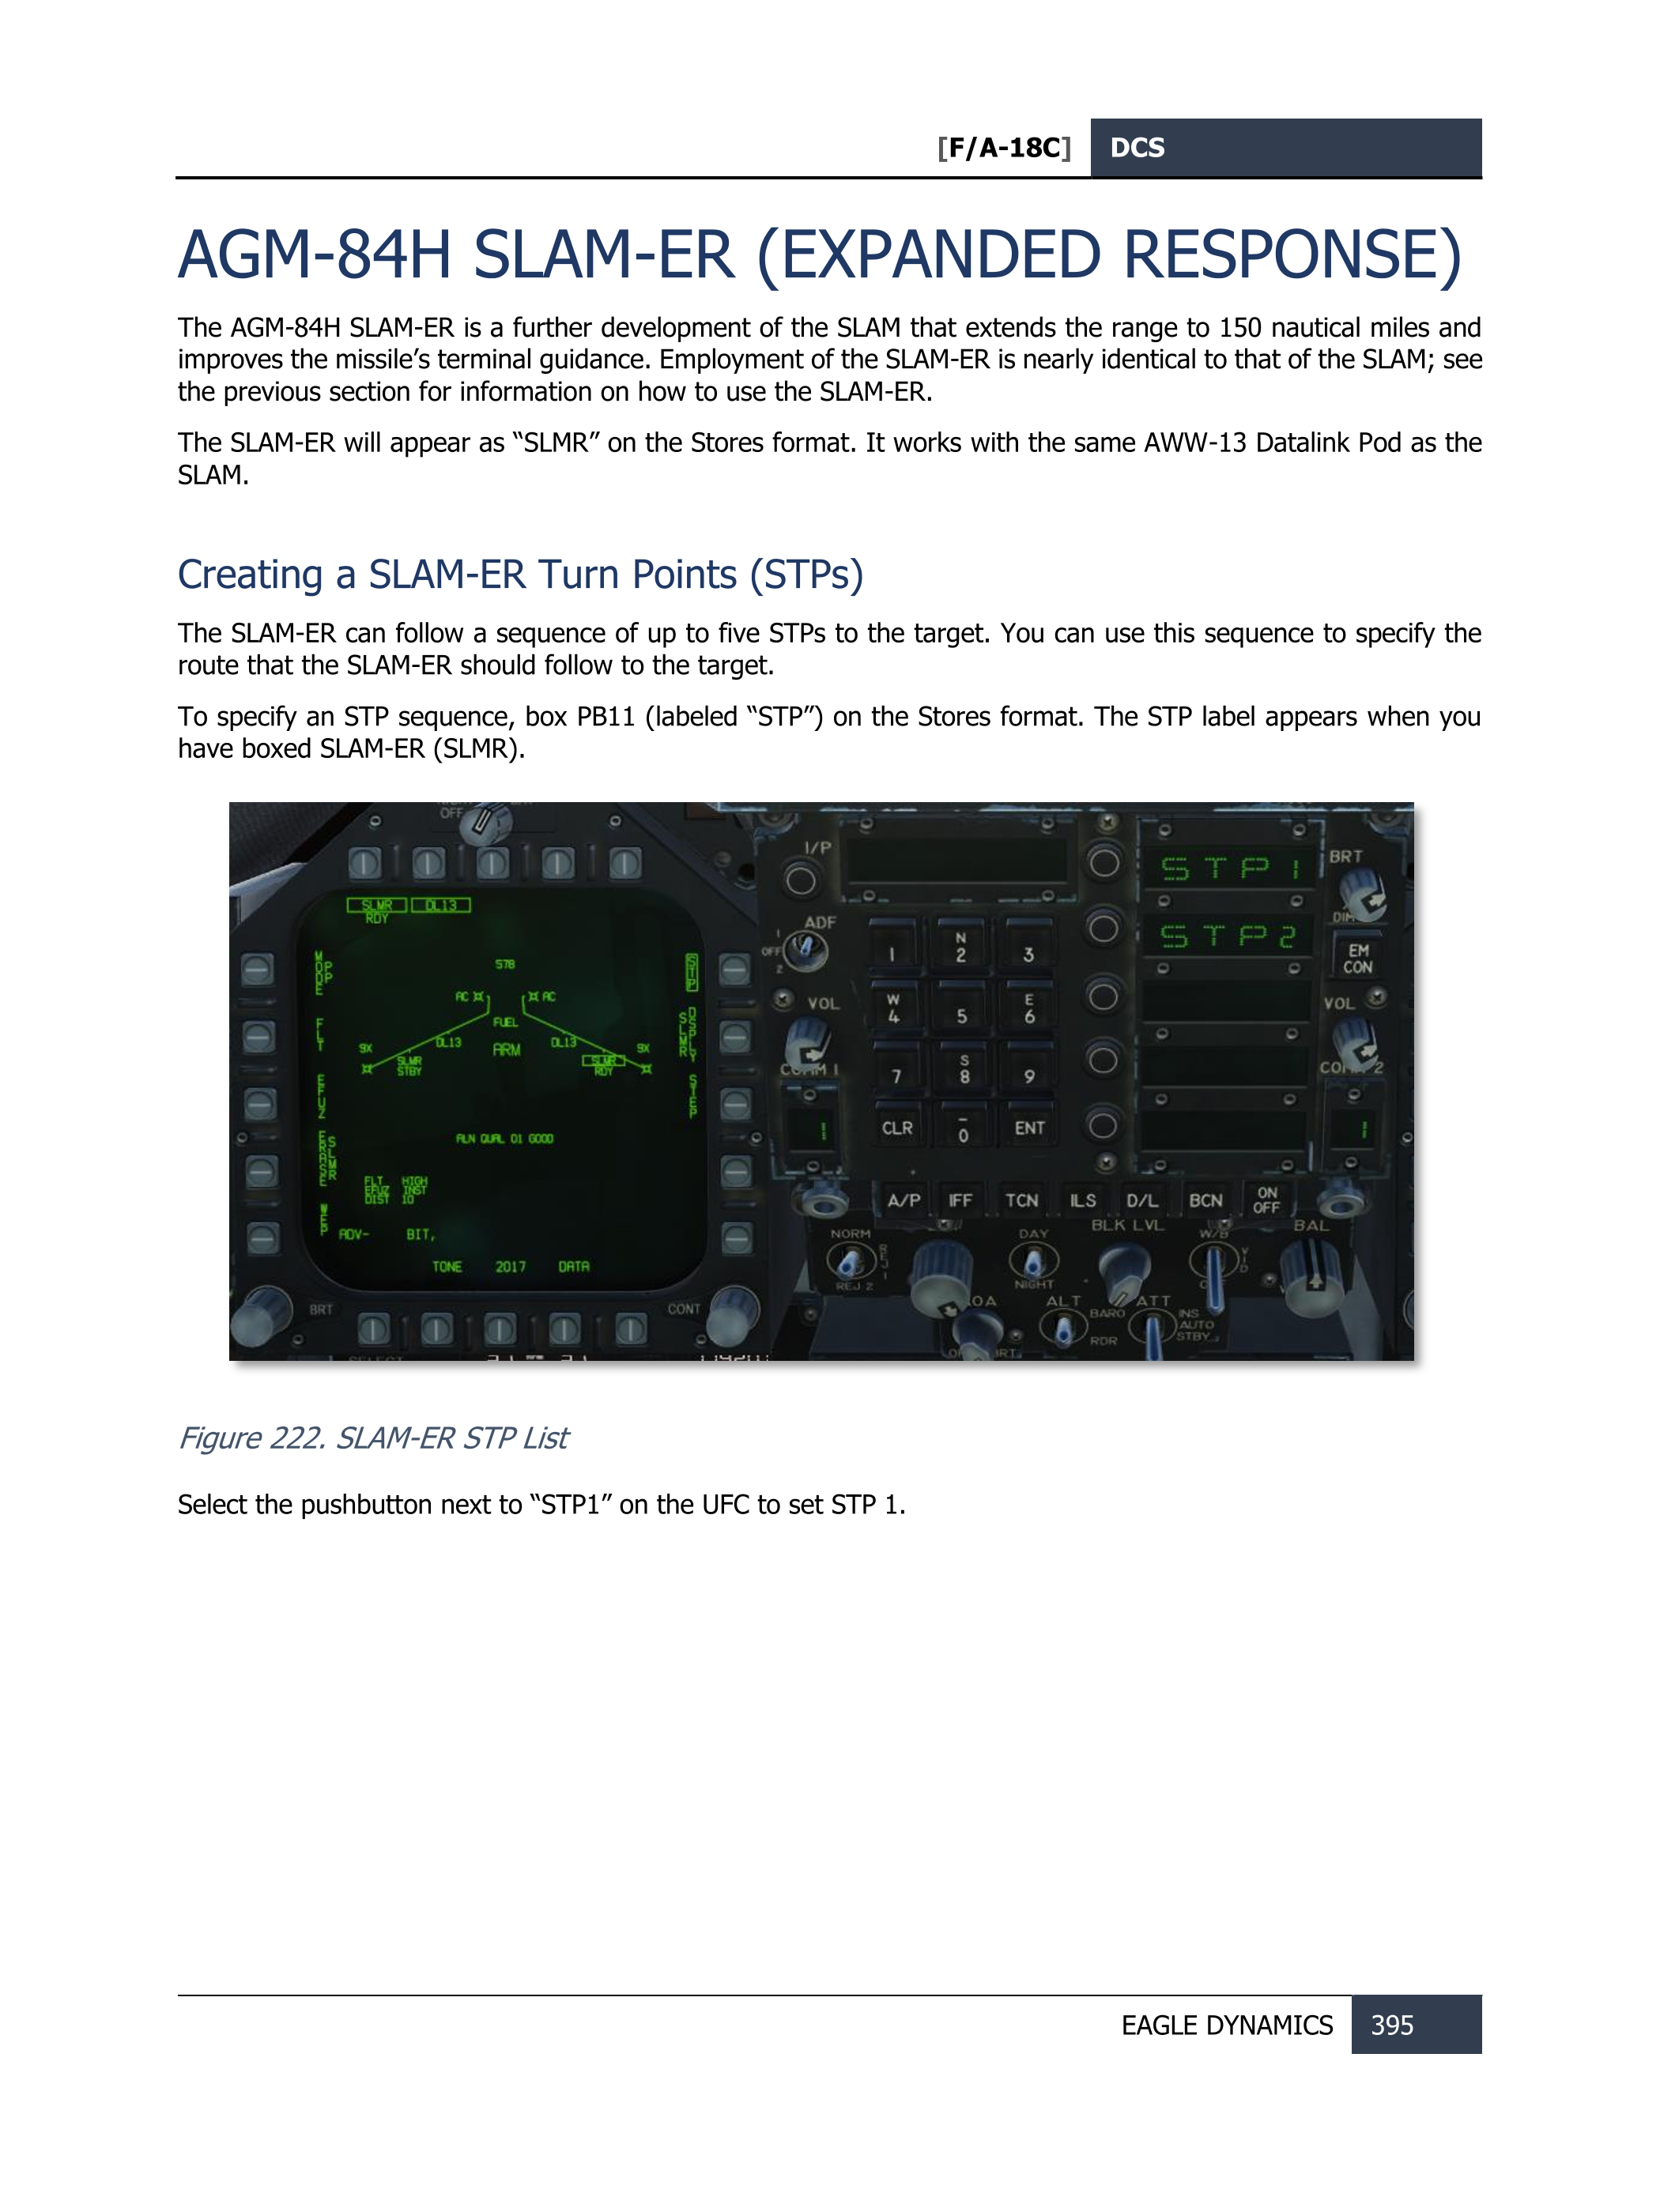 [F/A-18C] DCS
AGM-84H SLAM-ER (EXPANDED RESPONSE)
The AGM-84H SLAM-ER is a further development of the SLAM that extends the range to 150 nautical miles and
improves the missile’s terminal guidance. Employment of the SLAM-ER is nearly identical to that of the SLAM; see
the previous section for information on how to use the SLAM-ER.
The SLAM-ER will appear as “SLMR” on the Stores format. It works with the same AWW-13 Datalink Pod as the
SLAM.
Creating a SLAM-ER Turn Points (STPs)
The SLAM-ER can follow a sequence of up to five STPs to the target. You can use this sequence to specify the
route that the SLAM-ER should follow to the target.
To specify an STP sequence, box PB11 (labeled “STP”) on the Stores format. The STP label appears when you
have boxed SLAM-ER (SLMR).
OFF
SLMR DL13
RDY
MODE PP
FLT
EFUZ
ERASE SLMR
WEP
578
AC AC
FUEL
DL13 ARM DL13
9X 9X
SLMR SLMR
STBY RDY
STP
SLMR DSPLY
STEP
ALN QUAL 01 GOOD
FLT HIGH
EFUZ INST
DIST 10
ADV- BIT,
TONE 2017 DATA
BRT CONT
I/P
ADF
1
OFF
2
VOL
COMM 1
1 N 2 3
W 4 5 E 6
7 S 8 9
CLR – 0 ENT
STP1
STP2
BRT
DIM
EM
CON
VOL
COMM 2
A/P IFF TCN ILS D/L BCN ON OFF
NORM DAY BLK LVL W/B BAL
REJ 2 NIGHT
ALT ATT
BARO INS
AUTO
RDR STBY
Figure 222. SLAM-ER STP List
Select the pushbutton next to “STP1” on the UFC to set STP 1.
EAGLE DYNAMICS 395